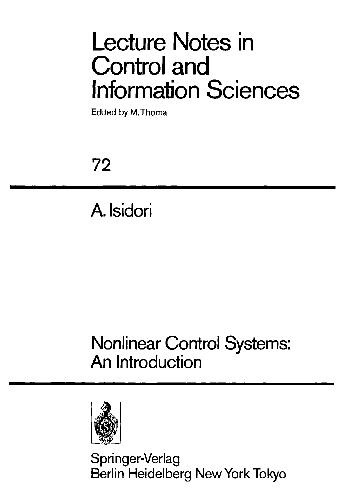 Lecture Notes in
Control and
Information Sciences
Edited by M.Thoma
72
A. Isidori
Nonlinear Control Systems:
An Introduction
Springer-Verlag
Berlin Heidelberg New York Tokyo